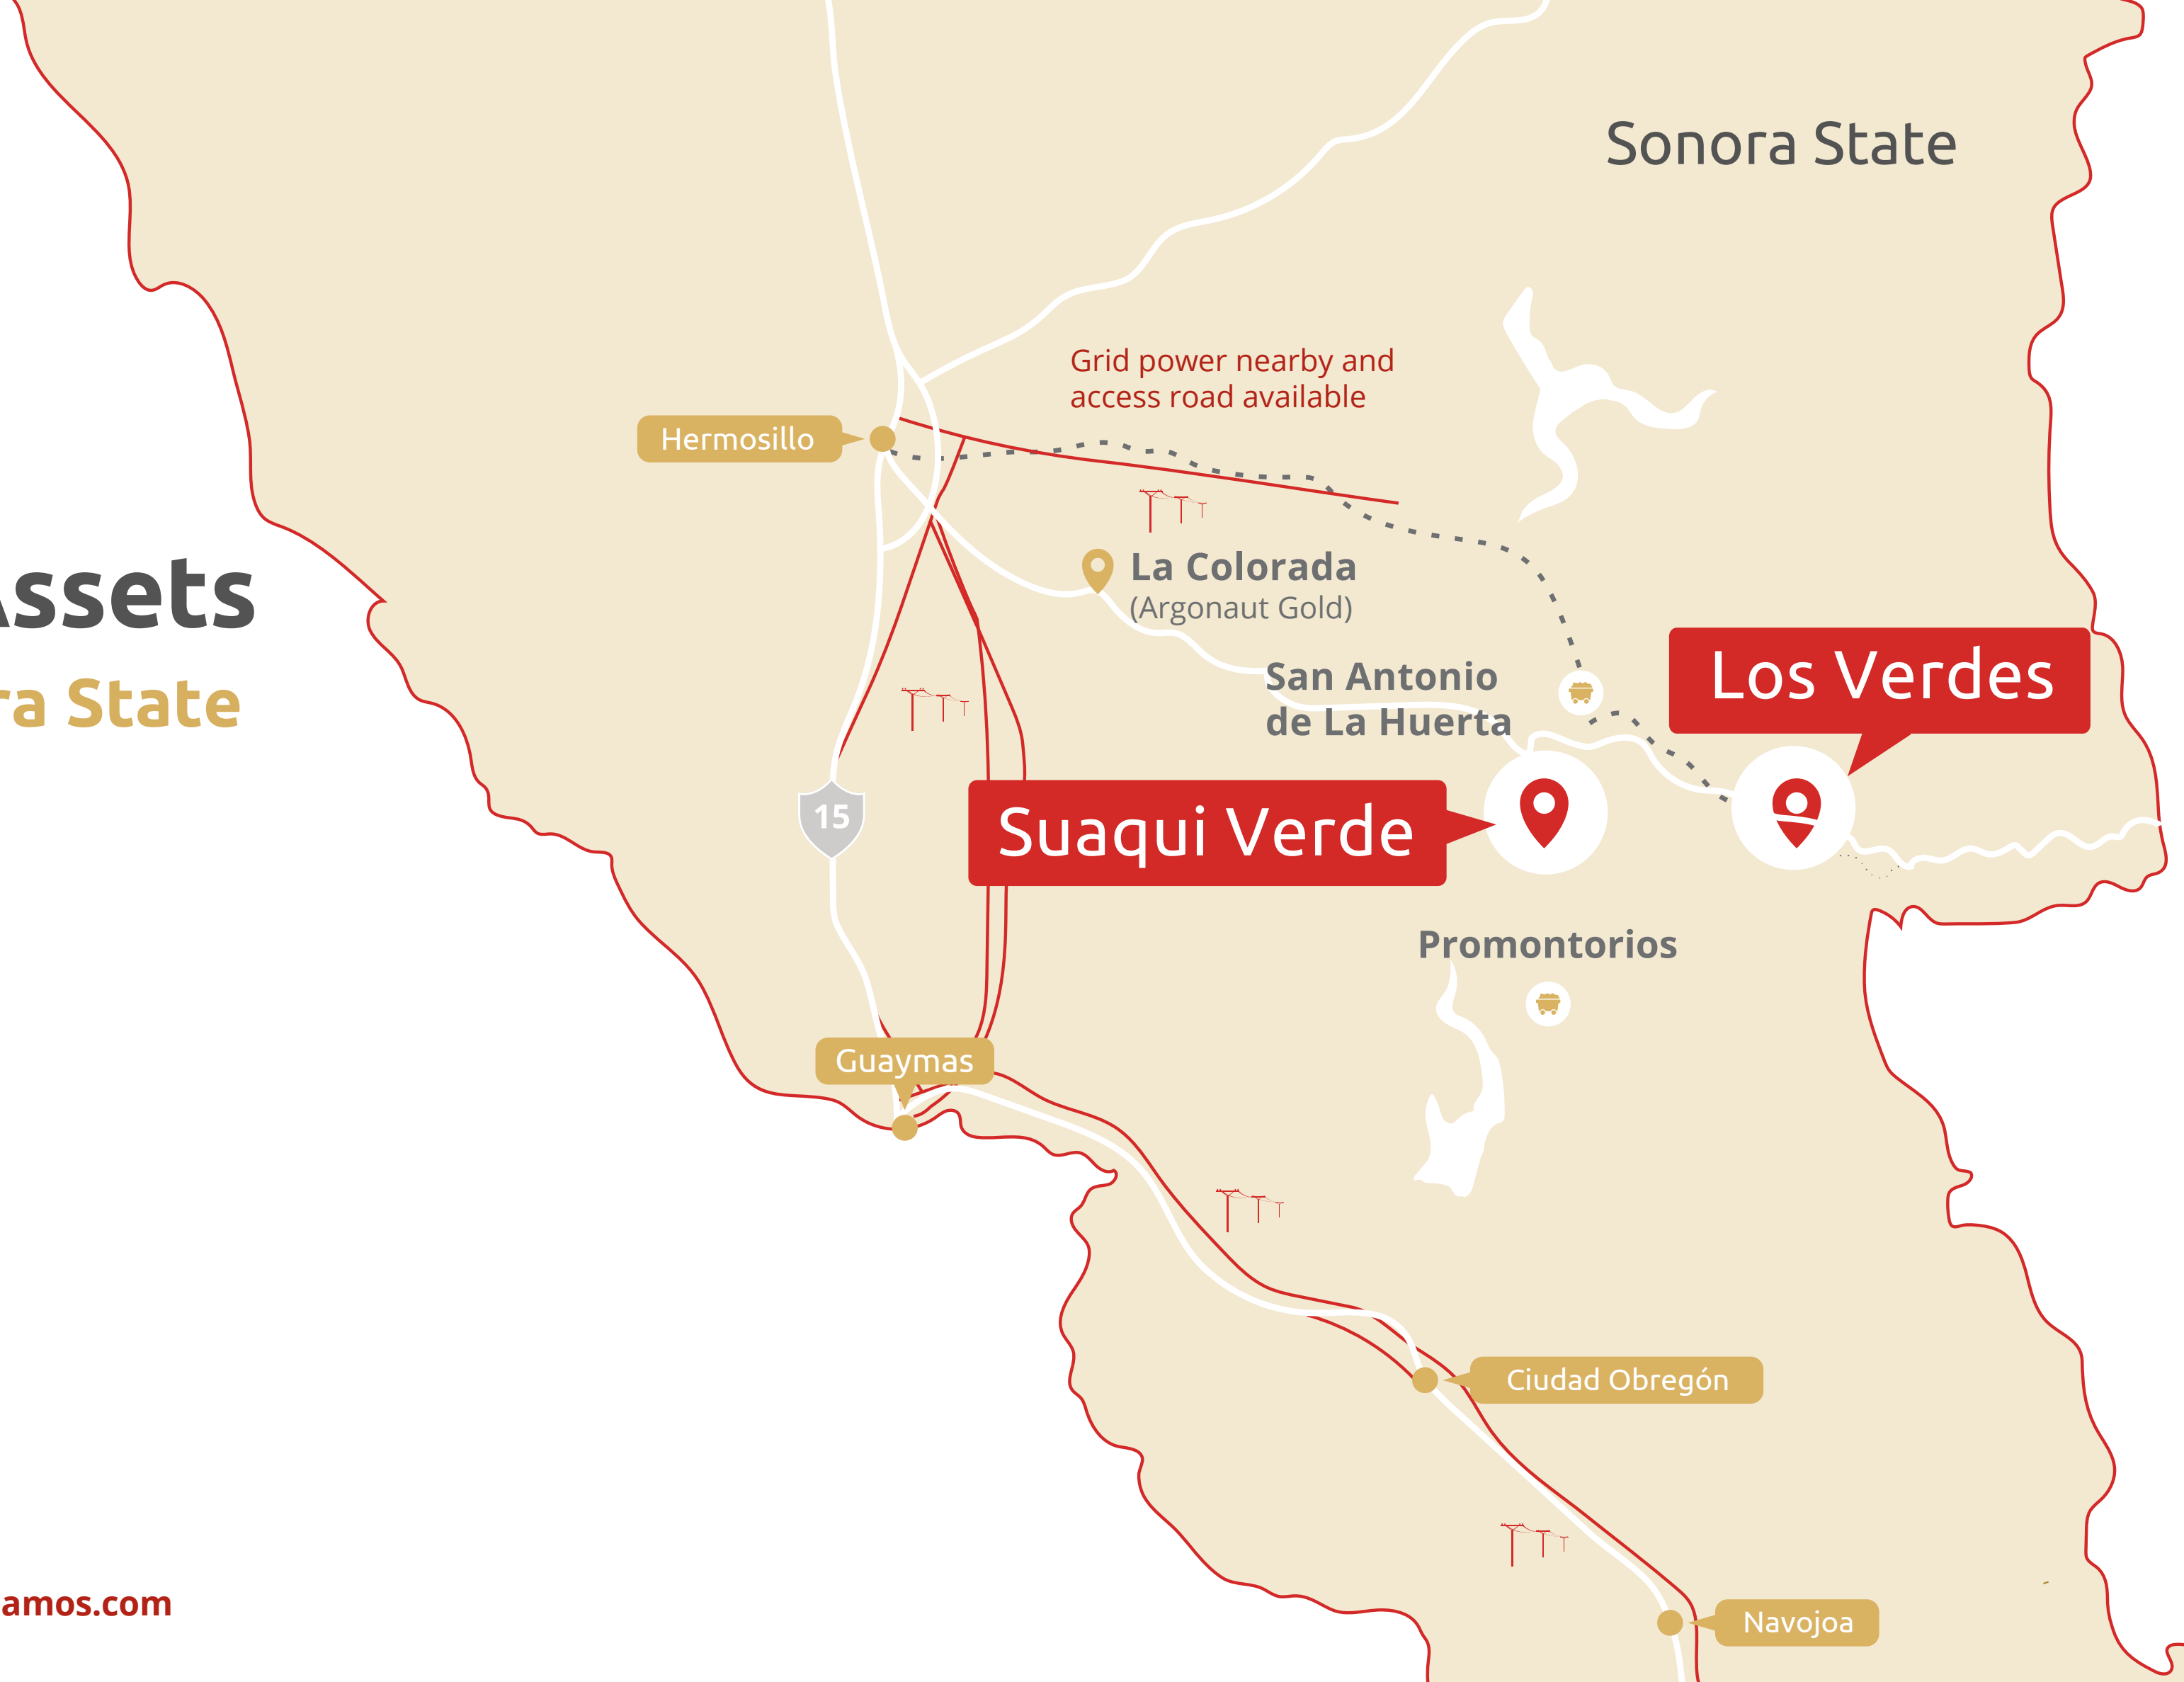 Sonora State
Grid power nearby and
access road available
Hermosillo
La Colorada
(Argonaut Gold)
ssets
San Antonio
de La Huerta
Los Verdes
ra State
15
Suaqui Verde
Promontorios
Guaymas
Ciudad Obregón
amos.com
Navojoa